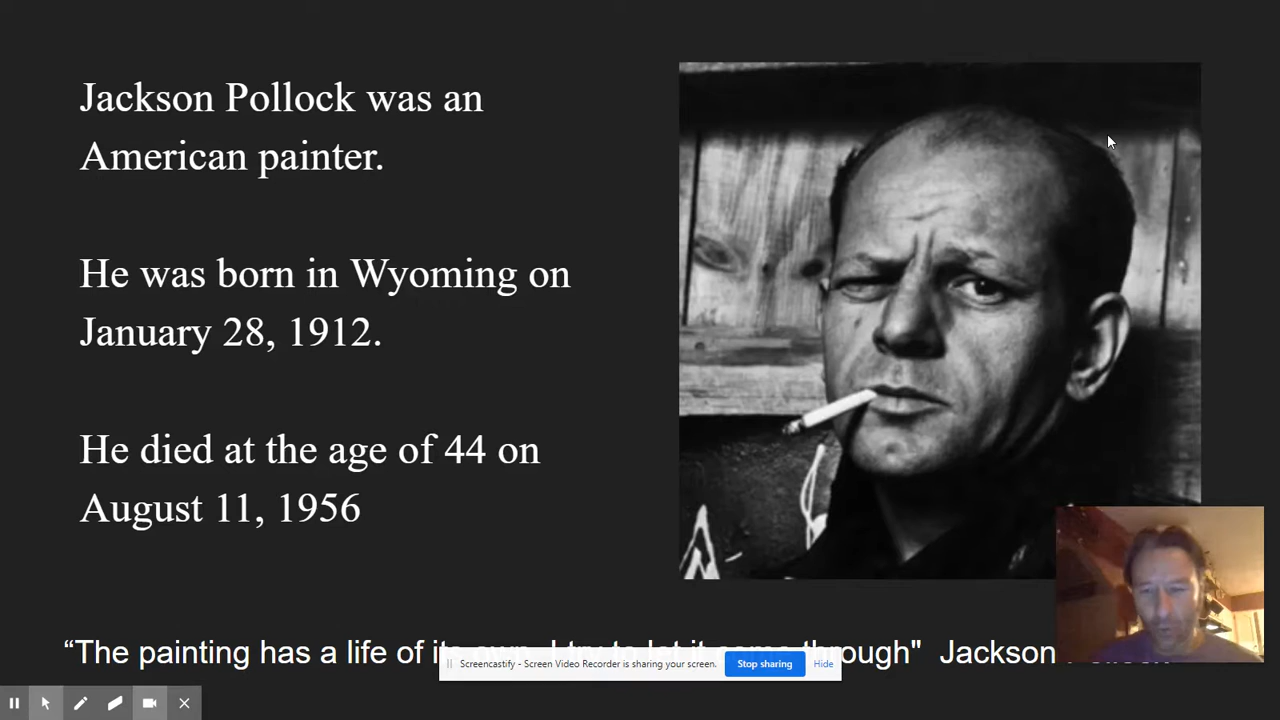 Jackson Pollock was an
American painter.
He was born in Wyoming on
January 28, 1912.
He died at the age of 44 on
August 11, 1956
“The painting has a life of its own. I try to let it come through" Jackson Pollock
Screencastify - Screen Video Recorder is sharing your screen. Stop sharing Hide